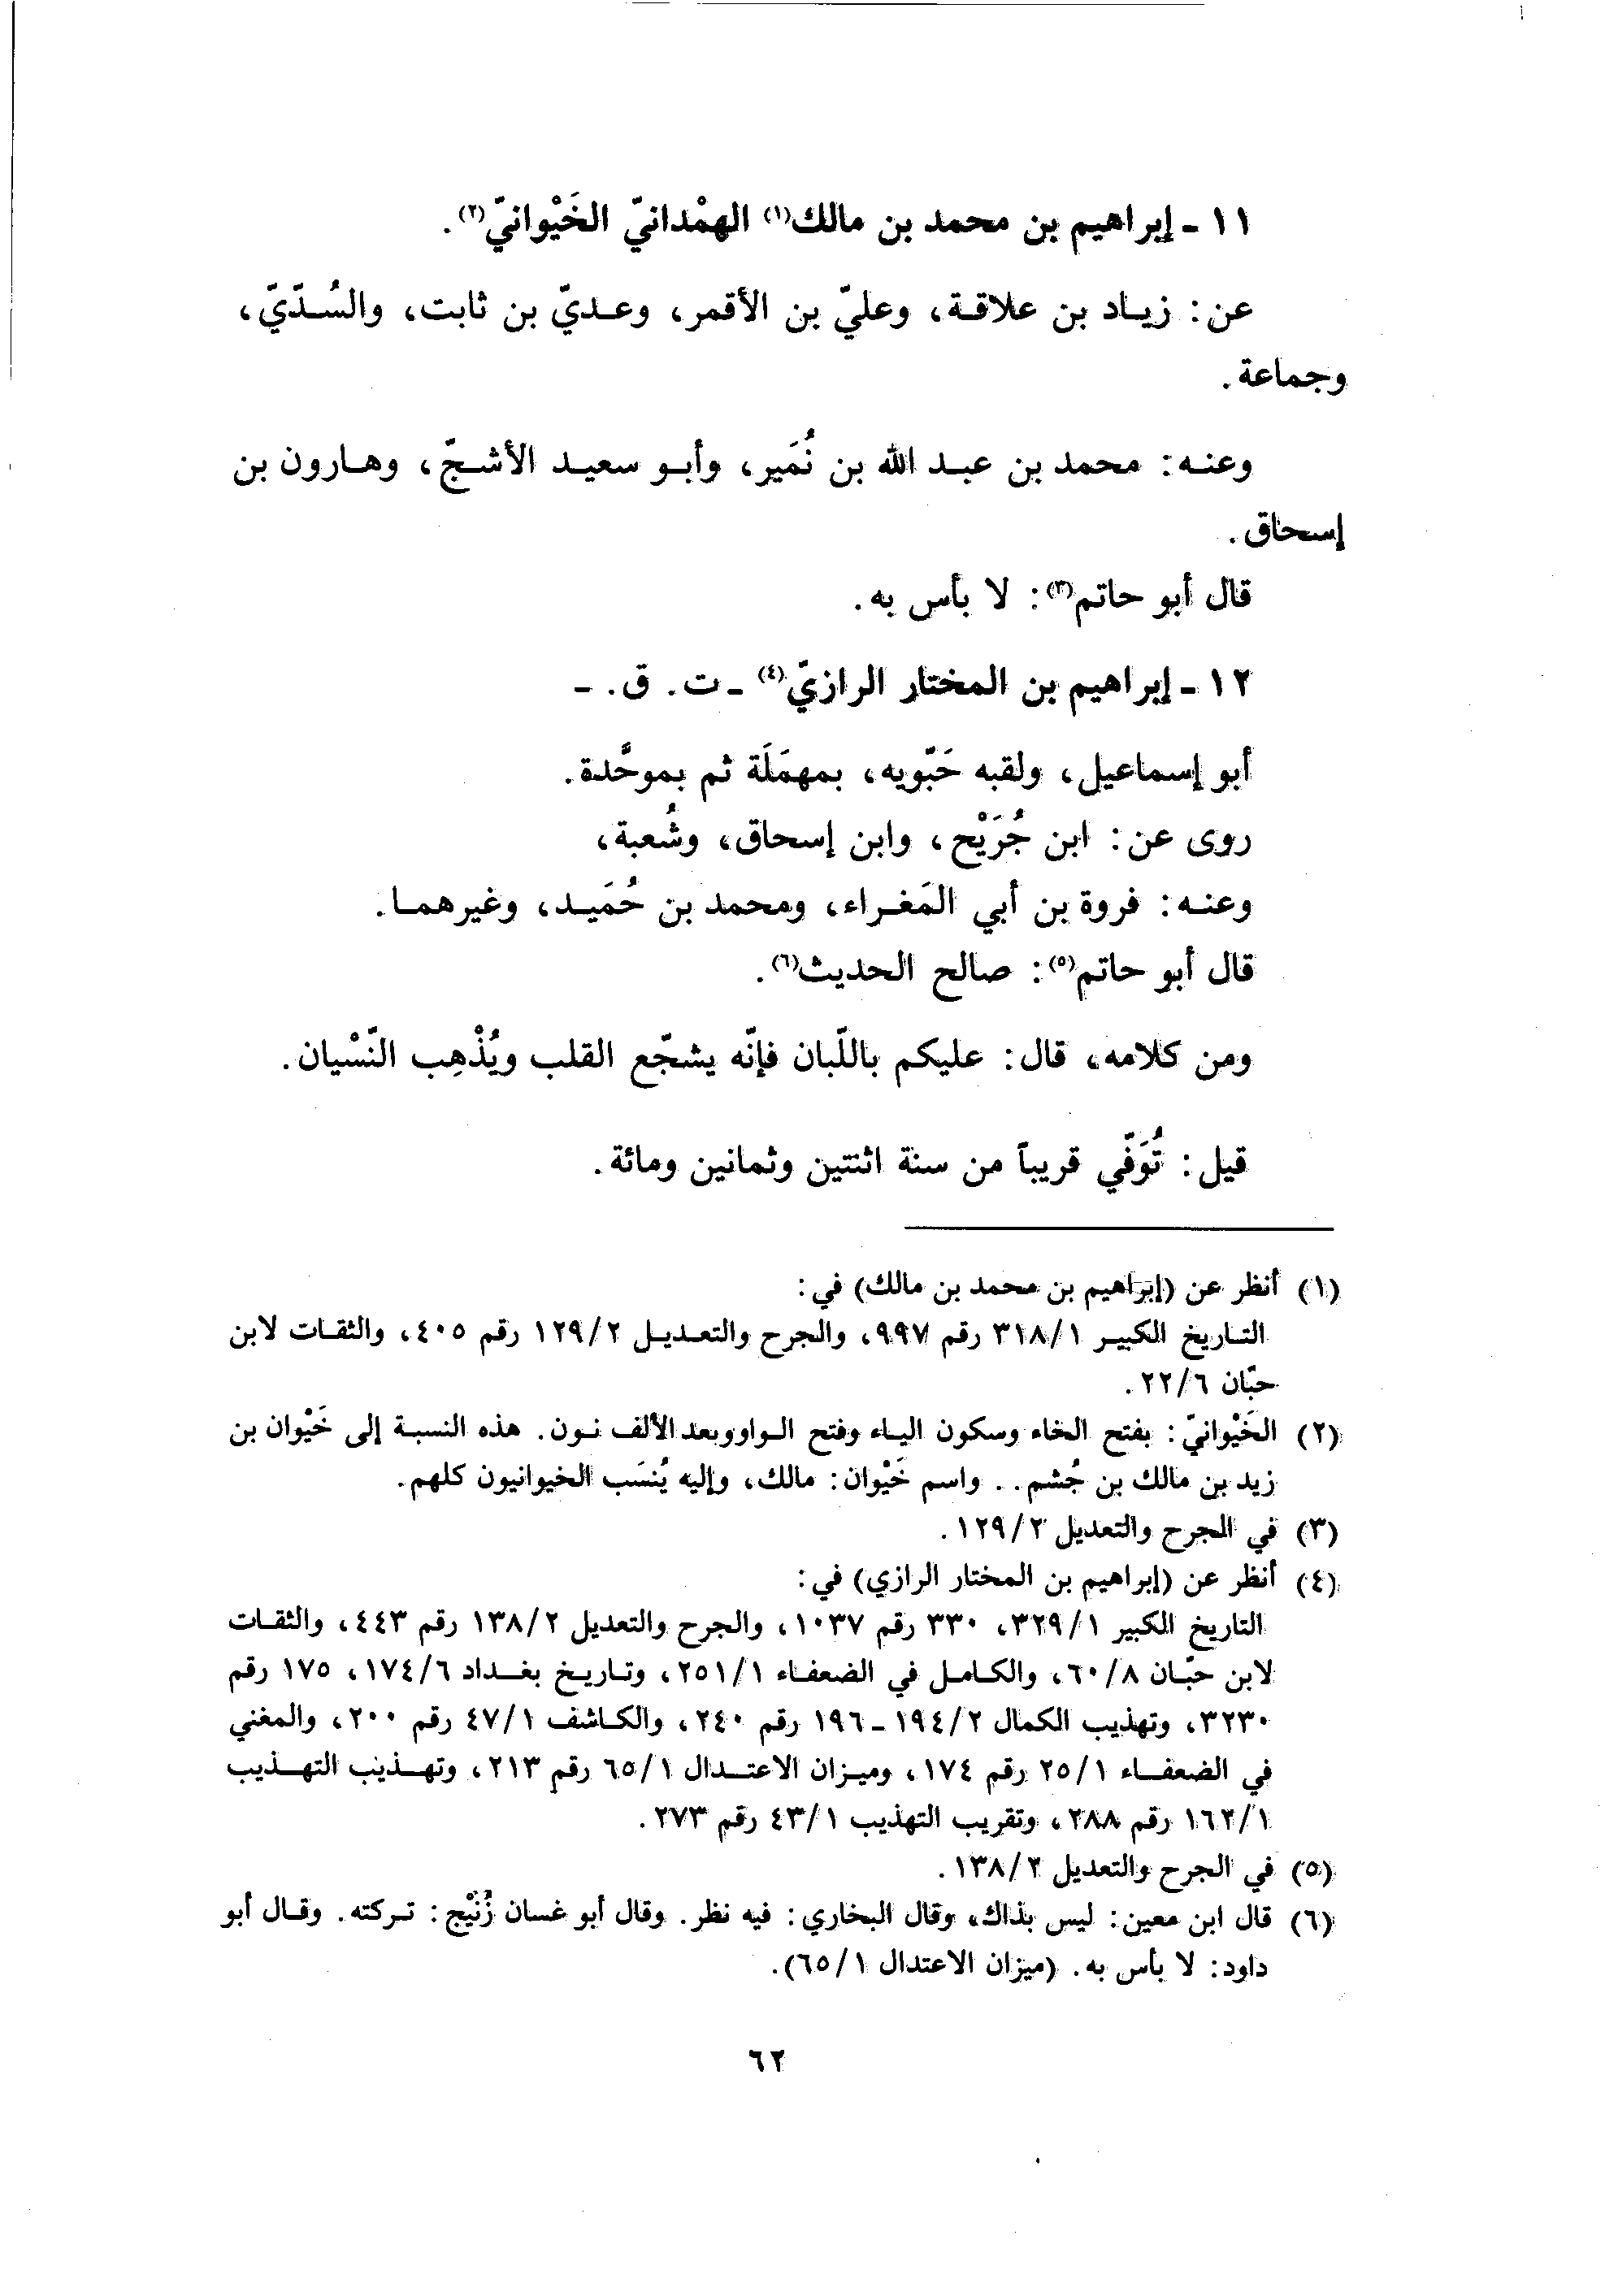 ١١ - إبراهيم بن محمد بن مالك(١) الهمْدانيّ الخَيْوانيّ(٢).
عن: زياد بن علاقة، وعليّ بن الأقمر، وعديّ بن ثابت، والسُدّيّ،
وجماعة.
وعنه: محمد بن عبد الله بن نُمَير، وأبو سعيد الأشجّ، وهارون بن
إسحاق.
قال أبو حاتم(٣): لا بأس به.
١٢ - إبراهيم بن المختار الرازيّ(٤) - ت. ق. -
أبو إسماعيل، ولقبه حَبّويه، بمهمَلَة ثم بموحَّدة.
روى عن: ابن جُرَيْح، وابن إسحاق، وشُعبة،
وعنه: فروة بن أبي المَغراء، ومحمد بن حُمَيد، وغيرهما.
قال أبو حاتم(٥): صالح الحديث(٦).
ومن كلامه، قال: عليكم باللّبان فإنّه يشجّع القلب ويُذْهِب النّسْيان.
قيل: تُوَفّي قريباً من سنة اثنتين وثمانين ومائة.
(١) أنظر عن (إبراهيم بن محمد بن مالك) في:
التاريخ الكبير ٣١٨/١ رقم ٩٩٧، والجرح والتعديل ١٢٩/٢ رقم ٤٠٥، والثقات لابن
حبّان ٢٢/٦.
(٢) الخَيْوانيّ: بفتح الخاء وسكون الياء وفتح الواو وبعد الألف نون. هذه النسبة إلى خَيْوان بن
زيد بن مالك بن جُشم.. واسم خَيْوان: مالك، وإليه يُنسَب الخيوانيون كلهم.
(٣) في الجرح والتعديل ١٢٩/٢.
(٤) أنظر عن (إبراهيم بن المختار الرازي) في:
التاريخ الكبير ٣٢٩/١، ٣٣٠ رقم ١٠٣٧، والجرح والتعديل ١٣٨/٢ رقم ٤٤٣، والثقات
لابن حبّان ٦٠/٨، والكامل في الضعفاء ٢٥١/١، وتاريخ بغداد ١٧٤/٦، ١٧٥ رقم
٣٢٣٠، وتهذيب الكمال ١٩٤/٢ - ١٩٦ رقم ٢٤٠، والكاشف ٤٧/١ رقم ٢٠٠، والمغني
في الضعفاء ٢٥/١ رقم ١٧٤، وميزان الاعتدال ٦٥/١ رقم ٢١٣، وتهذيب التهذيب
١٦٢/١ رقم ٢٨٨، وتقريب التهذيب ٤٣/١ رقم ٢٧٣.
(٥) في الجرح والتعديل ١٣٨/٢.
(٦) قال ابن معين: ليس بذاك، وقال البخاري: فيه نظر. وقال أبو غسان زُنَيْج: تركته. وقال أبو
داود: لا بأس به. (ميزان الاعتدال ٦٥/١).
٦٢